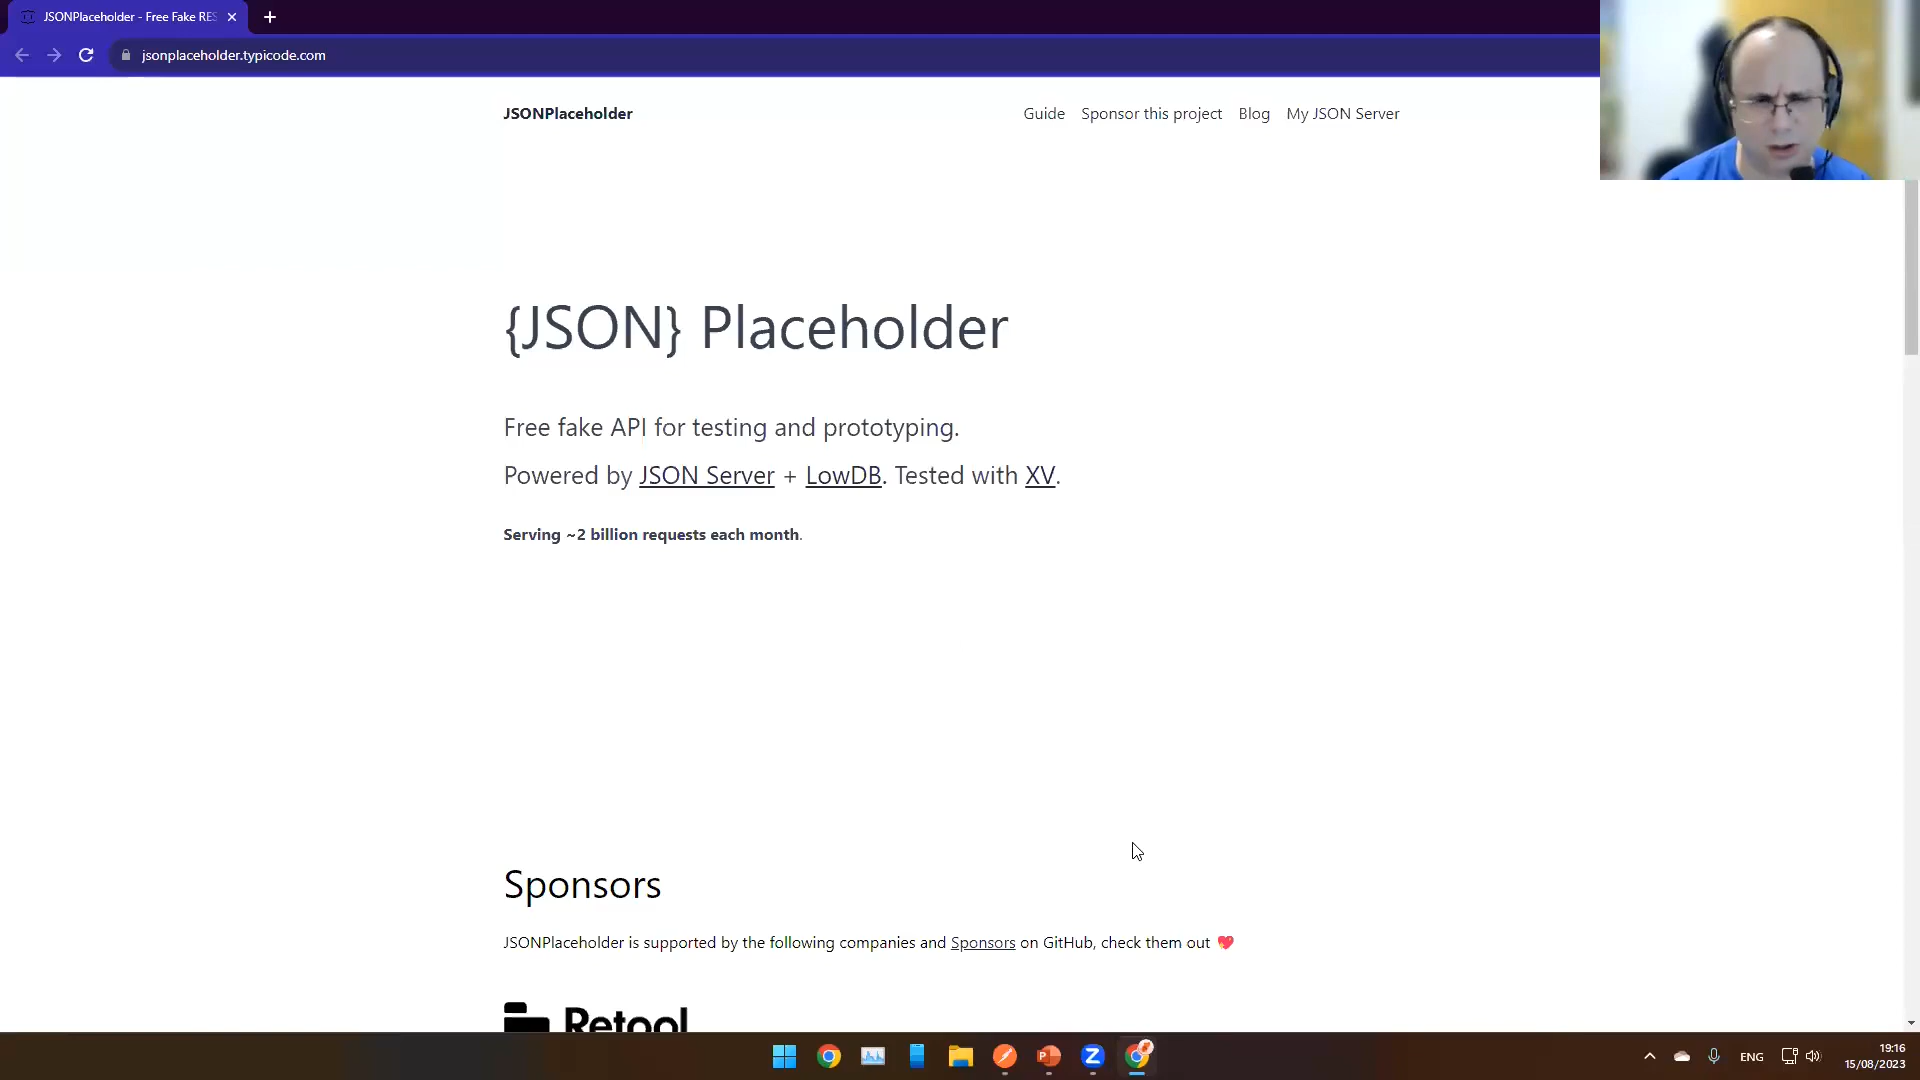 JSONPlaceholder - Free Fake RES
jsonplaceholder.typicode.com
JSONPlaceholder
Guide Sponsor this project Blog My JSON Server
{JSON} Placeholder
Free fake API for testing and prototyping.
Powered by JSON Server + LowDB. Tested with XV.
Serving ~2 billion requests each month.
Sponsors
JSONPlaceholder is supported by the following companies and Sponsors on GitHub, check them out 💖
Retool
ENG
19:16
15/08/2023